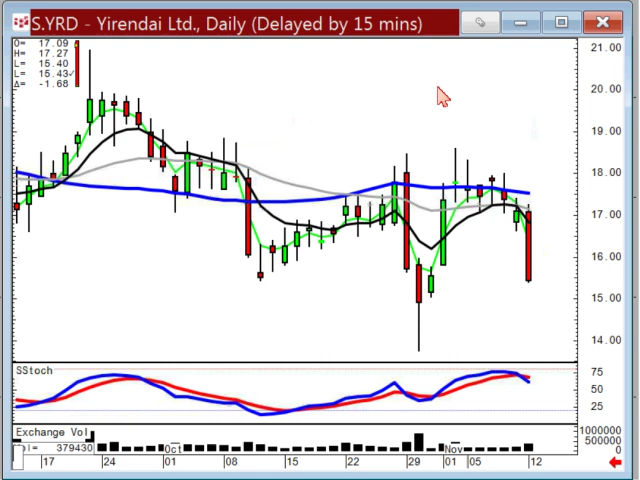 S.YRD - Yirendai Ltd., Daily (Delayed by 15 mins)
O= 17.09
H= 17.27
L= 15.40
L= 15.43
Δ= -1.68
21.00
20.00
19.00
18.00
17.00
16.00
15.00
14.00
SStoch
75
50
25
Exchange Vol
Vol= 379430
1000000
500000
0
17
24
Oct
01
08
15
22
29
Nov
01
05
12